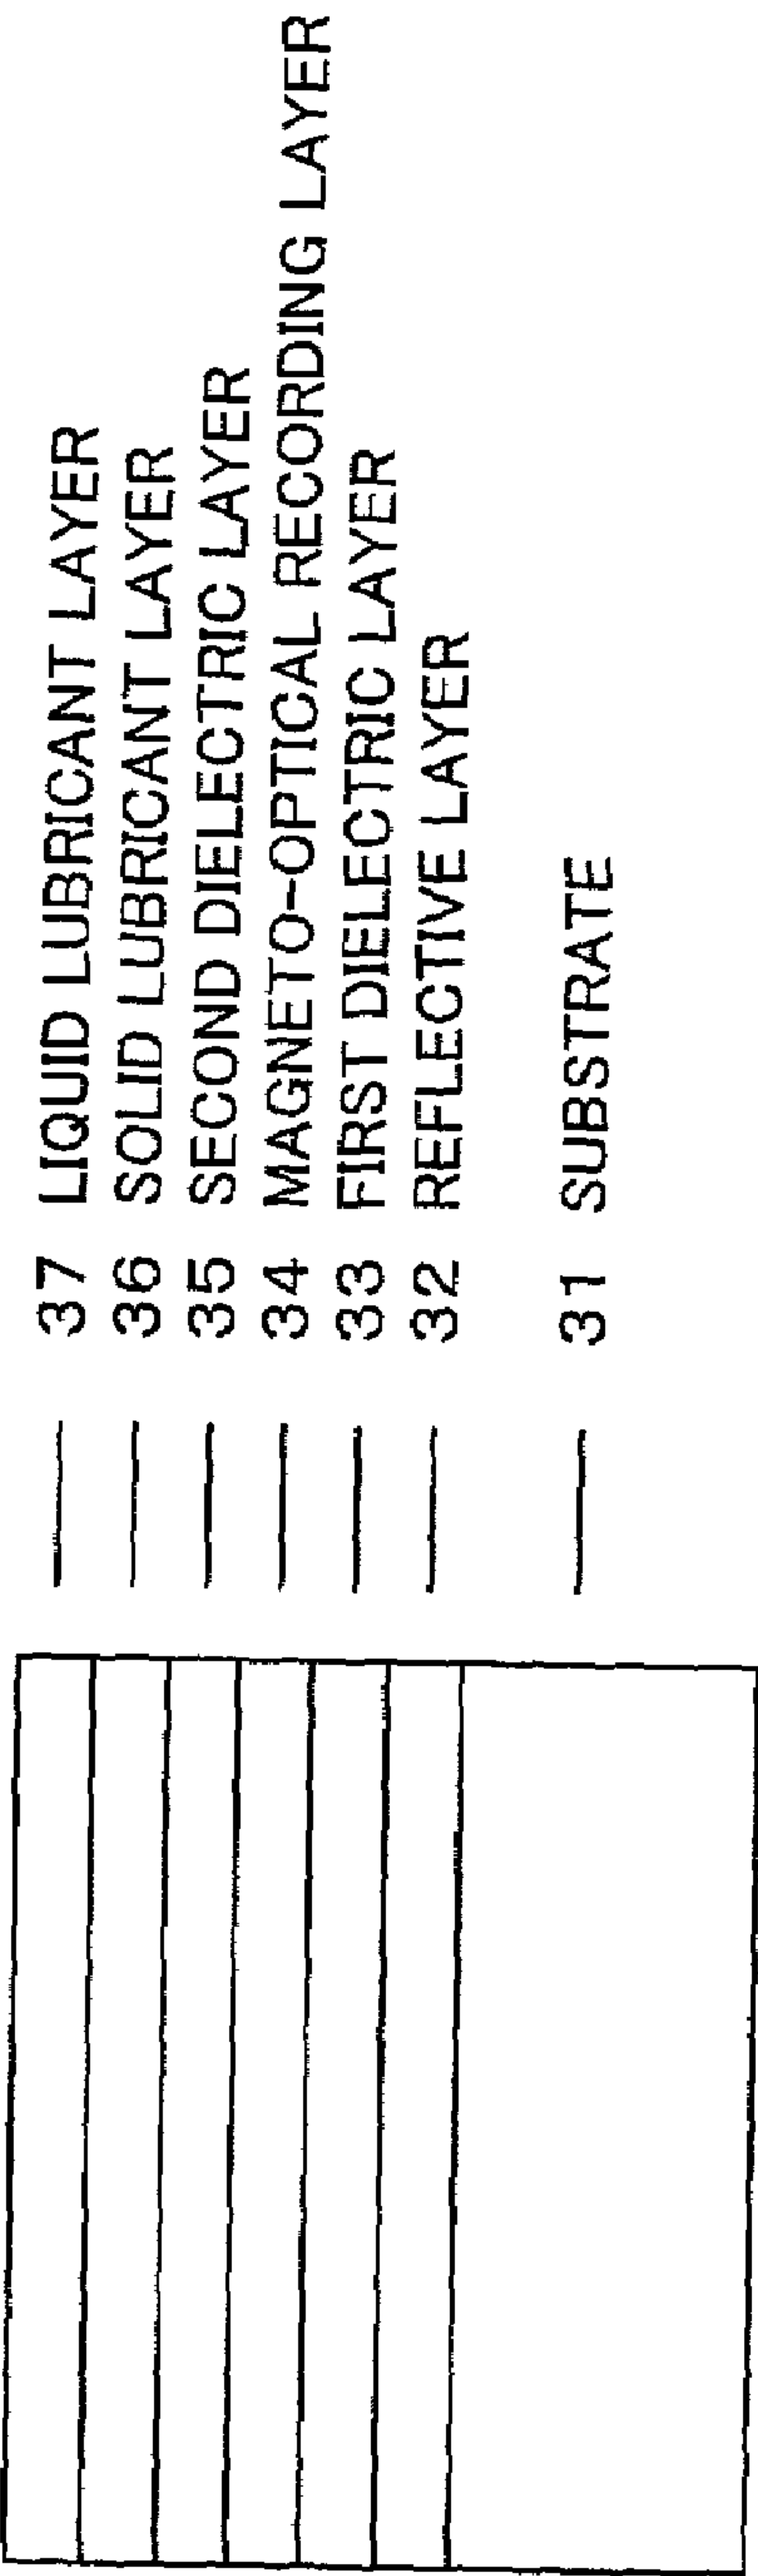 37 LIQUID LUBRICANT LAYER
36 SOLID LUBRICANT LAYER
35 SECOND DIELECTRIC LAYER
34 MAGNETO-OPTICAL RECORDING LAYER
33 FIRST DIELECTRIC LAYER
32 REFLECTIVE LAYER
31 SUBSTRATE